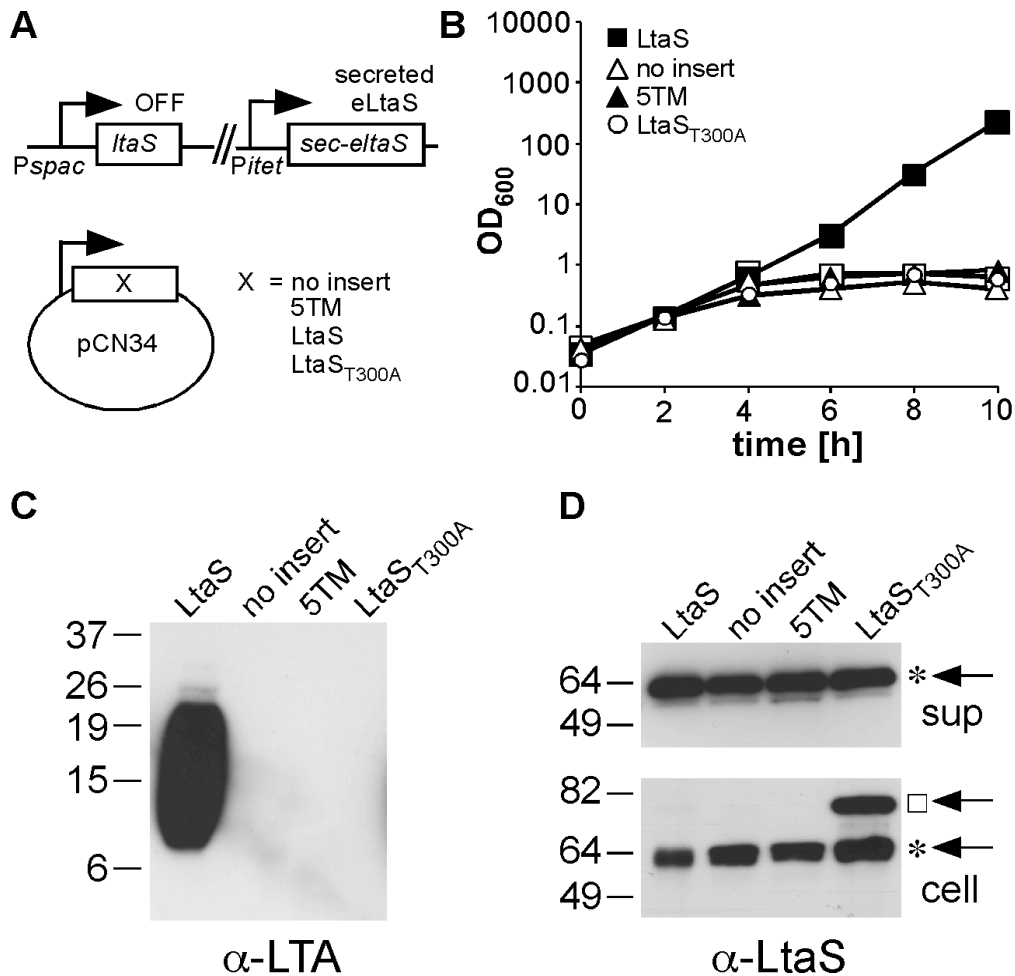 A
secreted
OFF
eLtaS
ltaS
sec-eltaS
Pspac
Pitet
X
X = no insert
5TM
LtaS
LtaST300A
pCN34
B
LtaS
no insert
5TM
LtaST300A
OD600
10000
1000
100
10
1
0.1
0.01
0 2 4 6 8 10
time [h]
C
LtaS
no insert
5TM
LtaST300A
37
26
19
15
6
α-LTA
D
LtaS
no insert
5TM
LtaST300A
64
*
49
sup
82
64
*
49
cell
α-LtaS